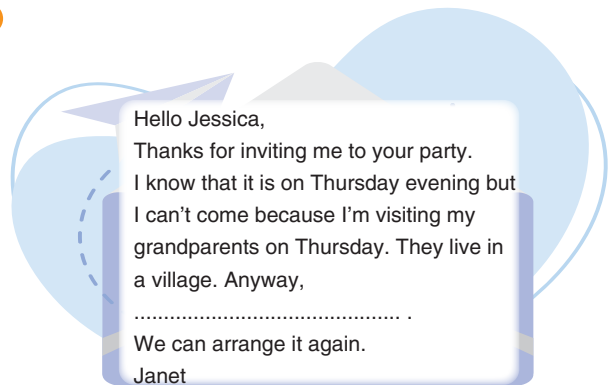 Hello Jessica,
Thanks for inviting me to your party.
I know that it is on Thursday evening but
I can't come because I'm visiting my
grandparents on Thursday. They live in
a village. Anyway,
............................................. .
We can arrange it again.
Janet